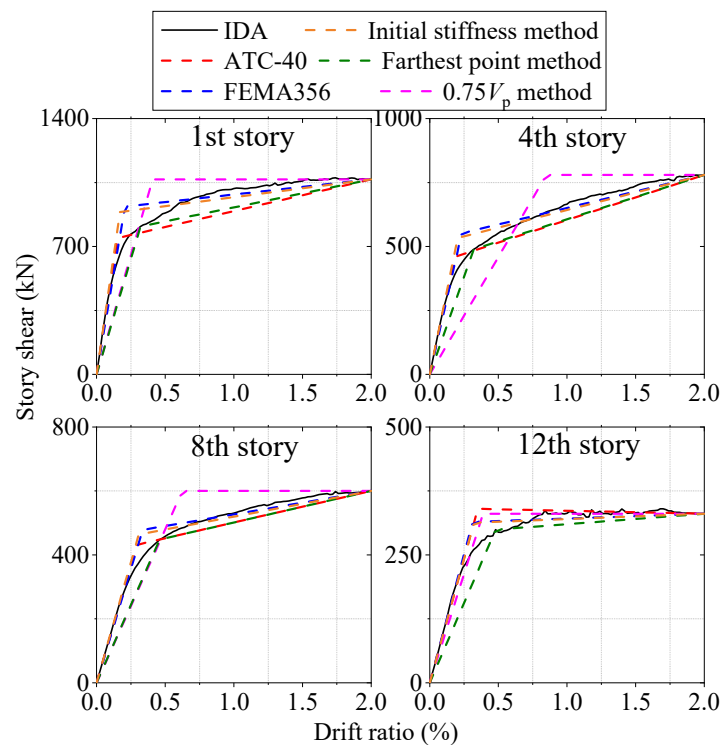 IDA
Initial stiffness method
ATC-40
Farthest point method
FEMA356
0.75Vp method
1400
700
0
1st story
0.0 0.5 1.0 1.5 2.0
1000
500
0
4th story
0.0 0.5 1.0 1.5 2.0
Story shear (kN)
800
400
0
8th story
0.0 0.5 1.0 1.5 2.0
500
250
0
12th story
0.0 0.5 1.0 1.5 2.0
Drift ratio (%)